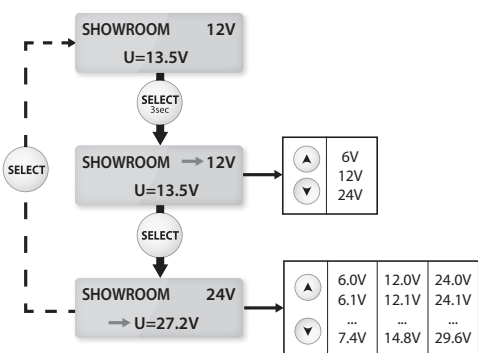 SHOWROOM 12V
U=13.5V
SELECT
3sec
SELECT
SHOWROOM → 12V
U=13.5V
6V
12V
24V
SELECT
SHOWROOM 24V
→ U=27.2V
6.0V 12.0V 24.0V
6.1V 12.1V 24.1V
... ... ...
7.4V 14.8V 29.6V